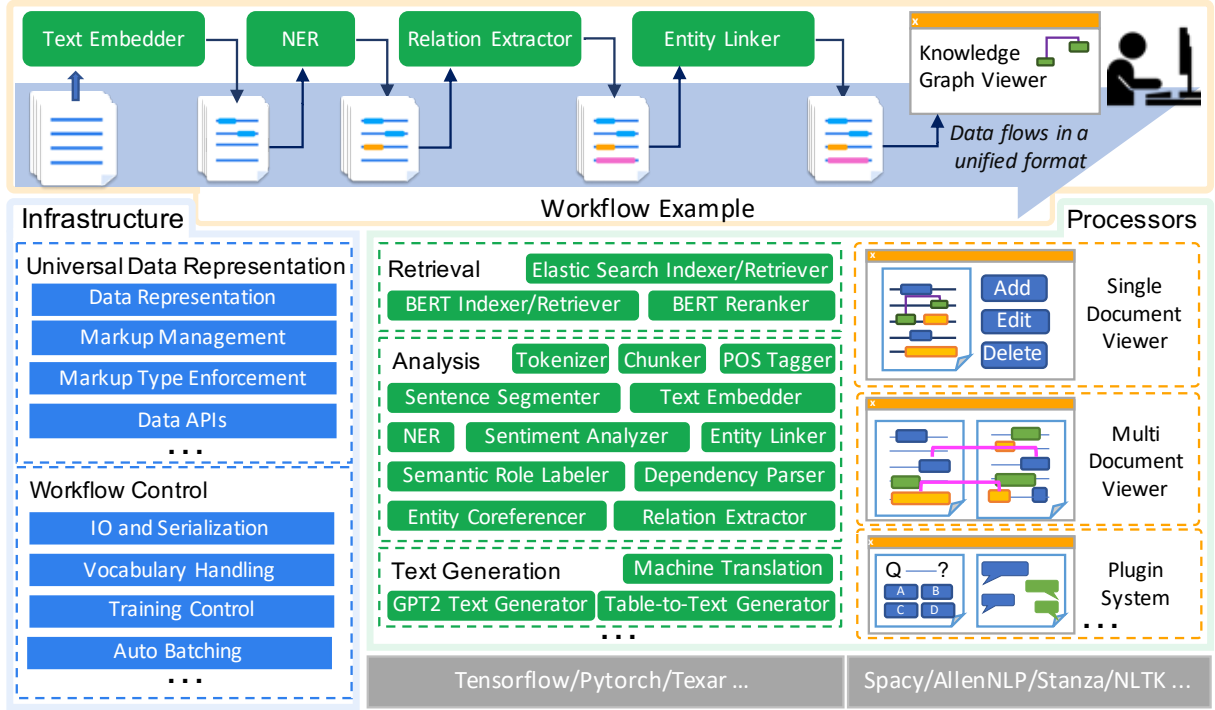 Text Embedder
NER
Relation Extractor
Entity Linker
x
Knowledge
Graph Viewer
Data flows in a
unified format
Workflow Example
Infrastructure
Universal Data Representation
Data Representation
Markup Management
Markup Type Enforcement
Data APIs
...
Workflow Control
IO and Serialization
Vocabulary Handling
Training Control
Auto Batching
...
Processors
Retrieval
Elastic Search Indexer/Retriever
BERT Indexer/Retriever
BERT Reranker
Analysis
Tokenizer
Chunker
POS Tagger
Sentence Segmenter
Text Embedder
NER
Sentiment Analyzer
Entity Linker
Semantic Role Labeler
Dependency Parser
Entity Coreferencer
Relation Extractor
Text Generation
Machine Translation
GPT2 Text Generator
Table-to-Text Generator
...
x
Add
Edit
Delete
Single
Document
Viewer
x
Multi
Document
Viewer
x
Q —?
A B
C D
Plugin
System
...
Tensorflow/Pytorch/Texar ...
Spacy/AllenNLP/Stanza/NLTK ...